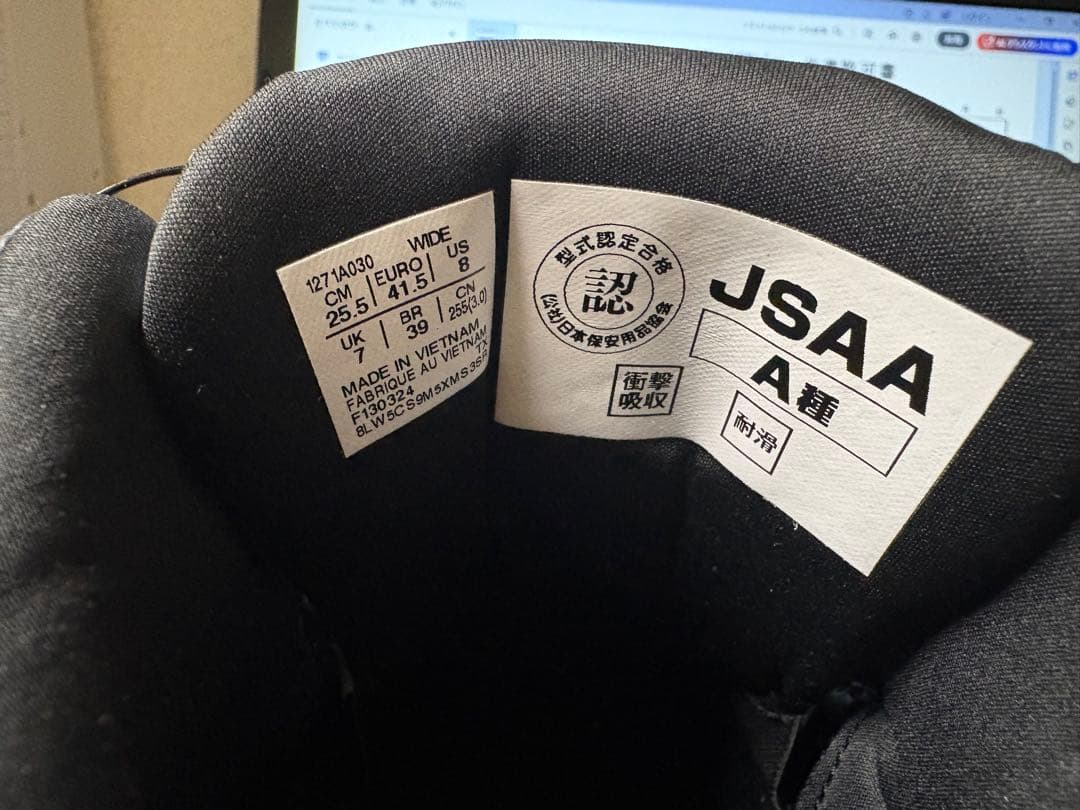 1271A030 WIDE
CM EURO US
25.5 41.5 8
UK BR CN
7 39 255(3.0)
MADE IN VIETNAM
FABRIQUE AU VIETNAM
F130324 TX
8LW5CS9M5XMS3SR
型式認定合格
認
(公社)日本保安用品協会
JSAA
A種
衝撃
吸収
耐滑